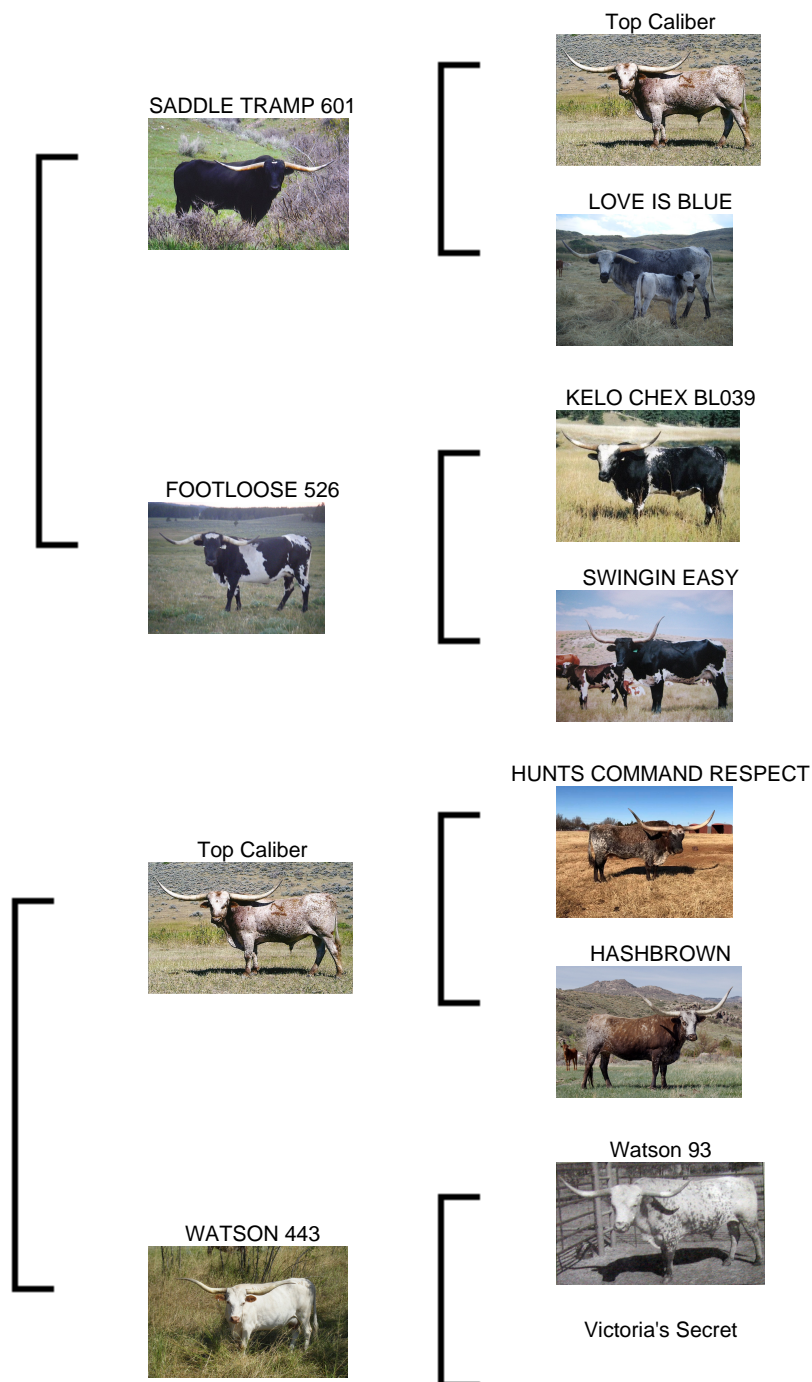 Top Caliber
SADDLE TRAMP 601
LOVE IS BLUE
KELO CHEX BL039
FOOTLOOSE 526
SWINGIN EASY
HUNTS COMMAND RESPECT
Top Caliber
HASHBROWN
Watson 93
WATSON 443
Victoria's Secret